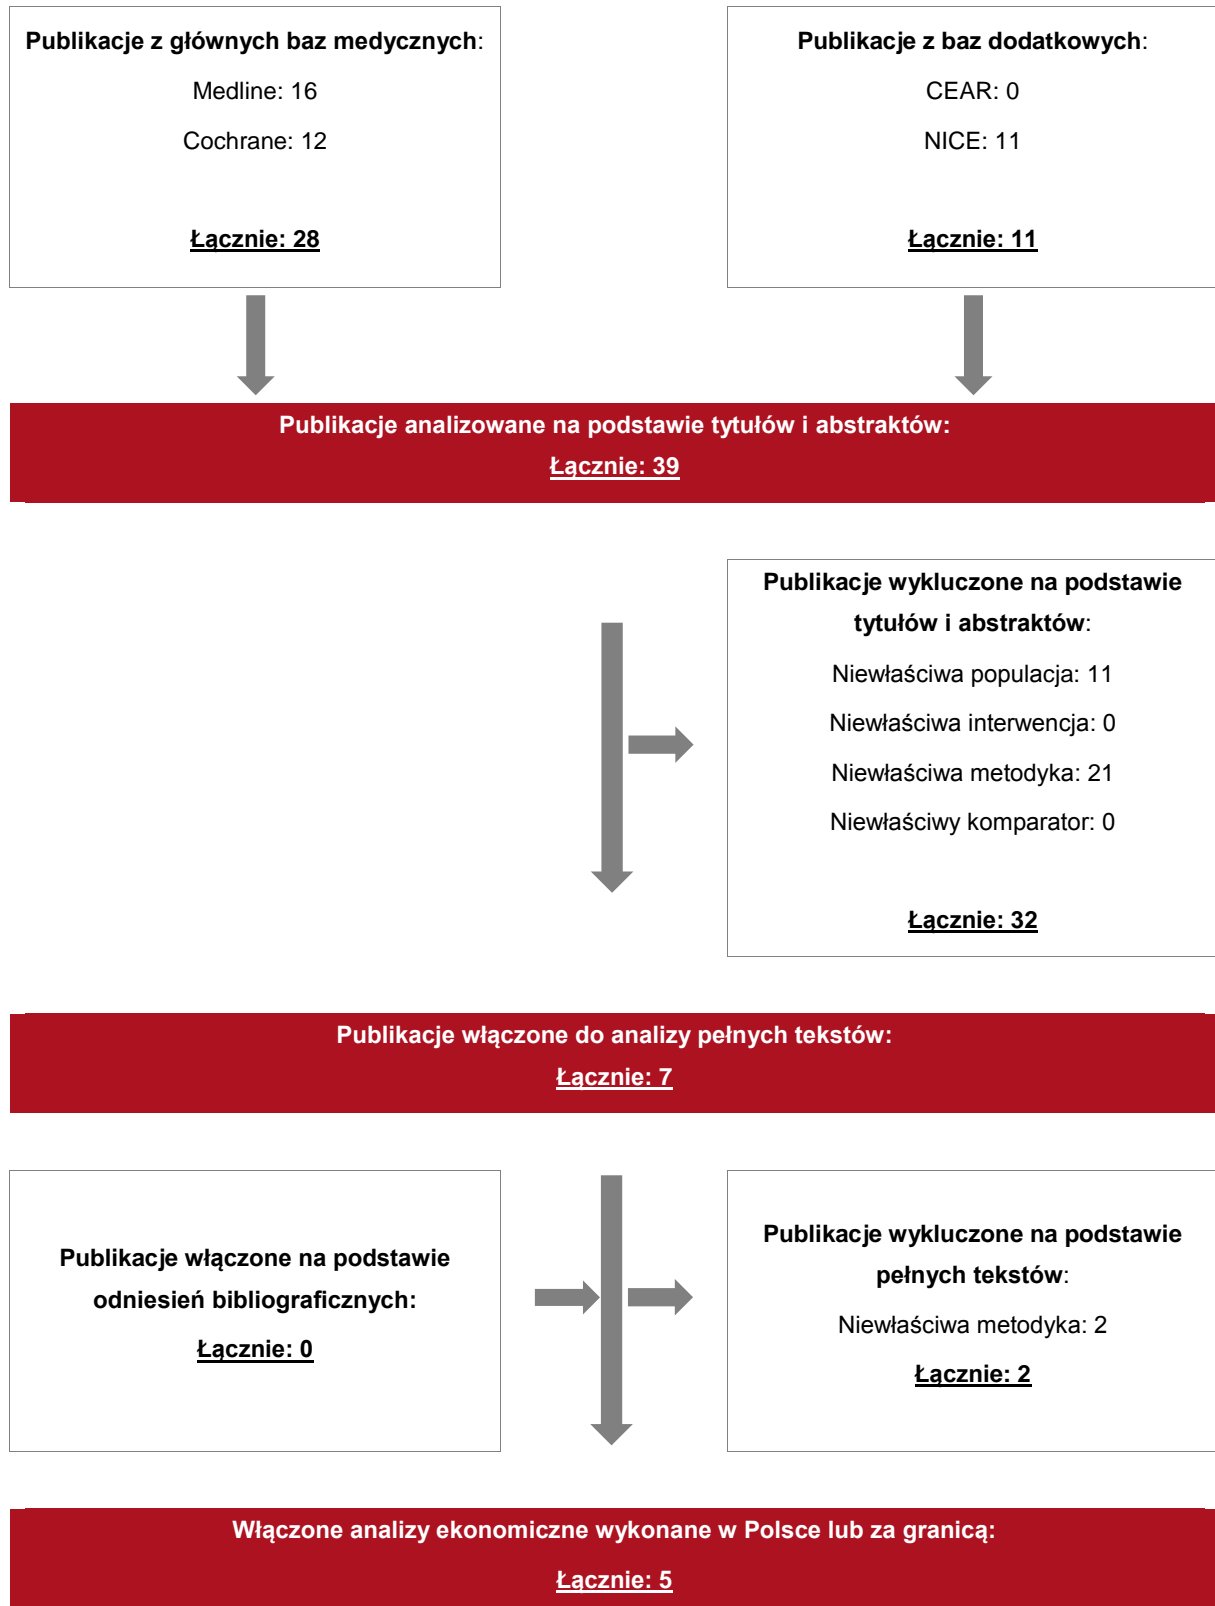 Publikacje z głównych baz medycznych:
Medline: 16
Cochrane: 12
Łącznie: 28
Publikacje z baz dodatkowych:
CEAR: 0
NICE: 11
Łącznie: 11
Publikacje analizowane na podstawie tytułów i abstraktów:
Łącznie: 39
Publikacje wykluczone na podstawie
tytułów i abstraktów:
Niewłaściwa populacja: 11
Niewłaściwa interwencja: 0
Niewłaściwa metodyka: 21
Niewłaściwy komparator: 0
Łącznie: 32
Publikacje włączone do analizy pełnych tekstów:
Łącznie: 7
Publikacje włączone na podstawie
odniesień bibliograficznych:
Łącznie: 0
Publikacje wykluczone na podstawie
pełnych tekstów:
Niewłaściwa metodyka: 2
Łącznie: 2
Włączone analizy ekonomiczne wykonane w Polsce lub za granicą:
Łącznie: 5